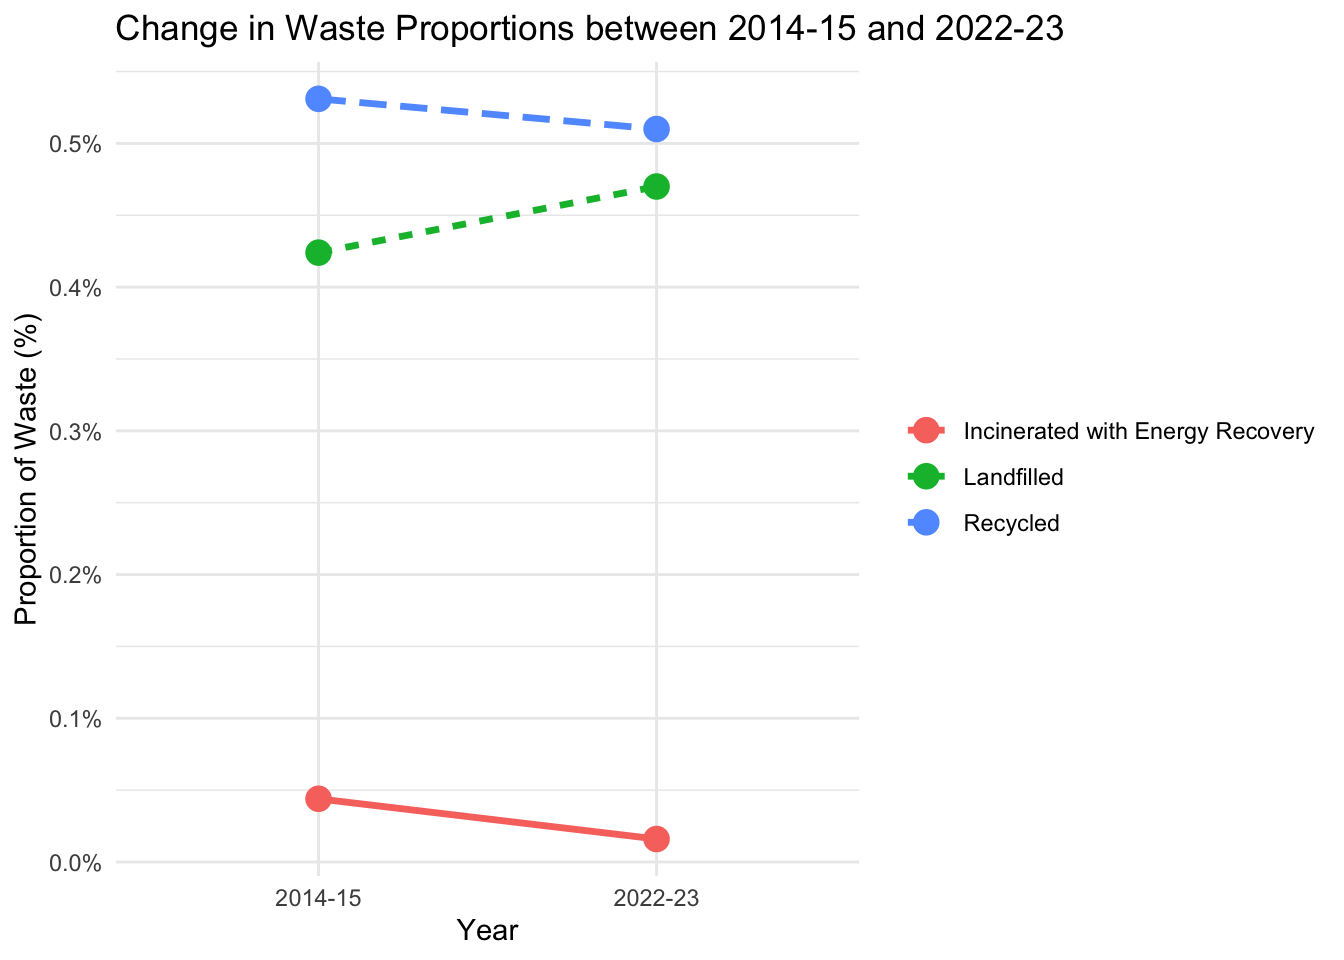 Change in Waste Proportions between 2014-15 and 2022-23
Proportion of Waste (%)
0.5%
0.4%
0.3%
0.2%
0.1%
0.0%
2014-15
2022-23
Year
Incinerated with Energy Recovery
Landfilled
Recycled